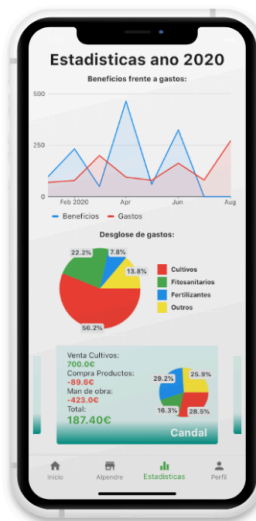 Estadisticas ano 2020
Beneficios frente a gastos:
500
250
0
Feb 2020 Apr Jun Aug
Beneficios Gastos
Desglose de gastos:
22.2% 7.8%
13.8%
56.2%
Cultivos
Fitosanitarios
Fertilizantes
Outros
Venta Cultivos:
700.0€
Compra Productos:
-89.6€
Man de obra:
-423.0€
Total:
187.40€
29.2% 25.9%
16.3% 28.5%
Candal
Inicio Alpendre Estadísticas Perfil